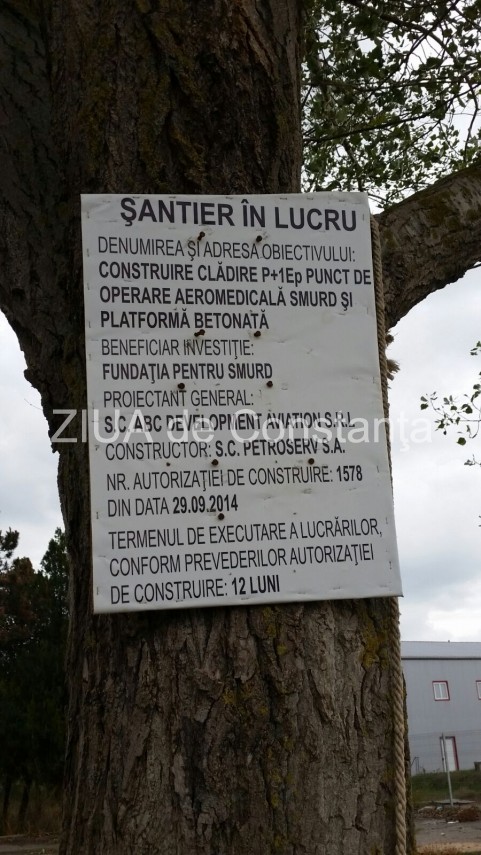 ŞANTIER ÎN LUCRU
DENUMIREA ŞI ADRESA OBIECTIVULUI:
CONSTRUIRE CLĂDIRE P+1Ep PUNCT DE
OPERARE AEROMEDICALĂ SMURD ŞI
PLATFORMĂ BETONATĂ
BENEFICIAR INVESTIŢIE:
FUNDAŢIA PENTRU SMURD
PROIECTANT GENERAL:
S.C. ABC DEVELOPMENT AVIATION S.R.L
ZIUA de Constanţa
CONSTRUCTOR: S.C. PETROSERV S.A.
NR. AUTORIZAŢIEI DE CONSTRUIRE: 1578
DIN DATA 29.09.2014
TERMENUL DE EXECUTARE A LUCRĂRILOR,
CONFORM PREVEDERILOR AUTORIZAŢIEI
DE CONSTRUIRE: 12 LUNI